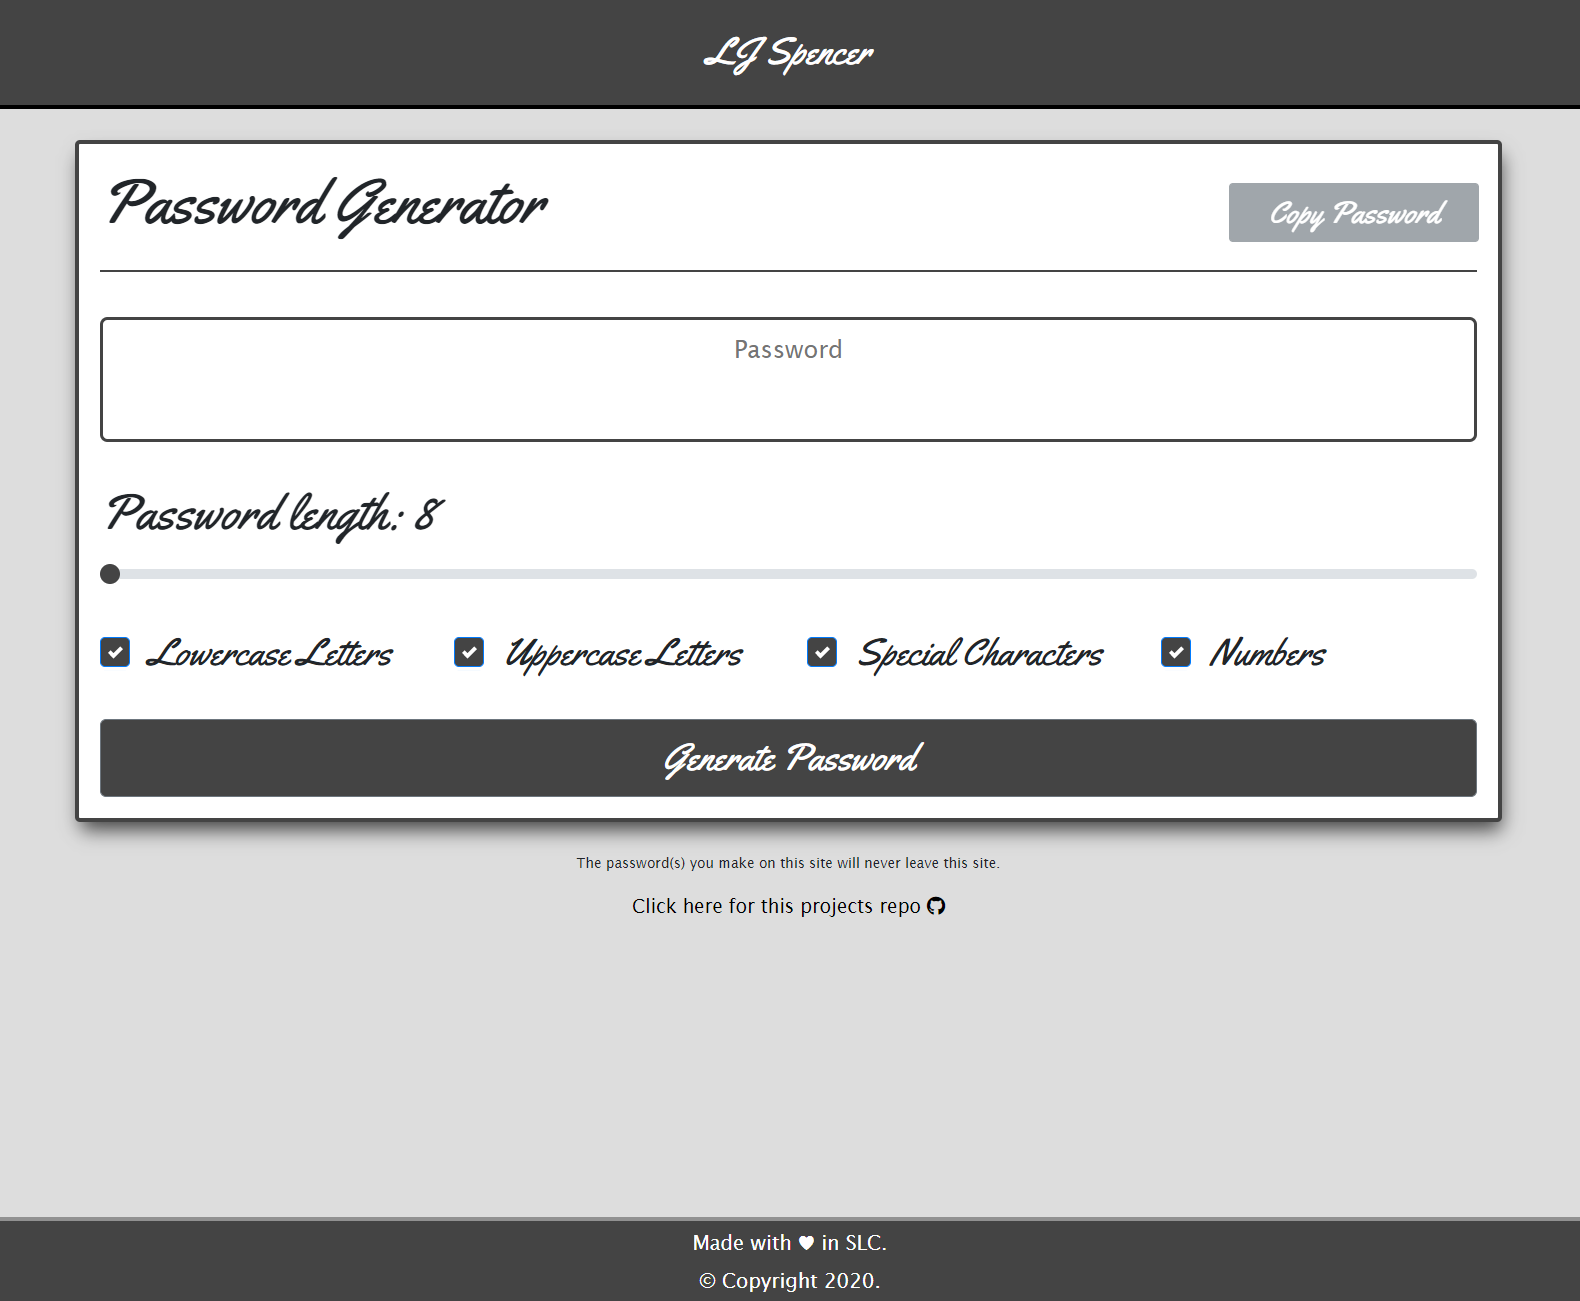 LJ Spencer
Password Generator
Copy Password
Password
Password length: 8
Lowercase Letters
Uppercase Letters
Special Characters
Numbers
Generate Password
The password(s) you make on this site will never leave this site.
Click here for this projects repo
Made with ♥ in SLC.
© Copyright 2020.